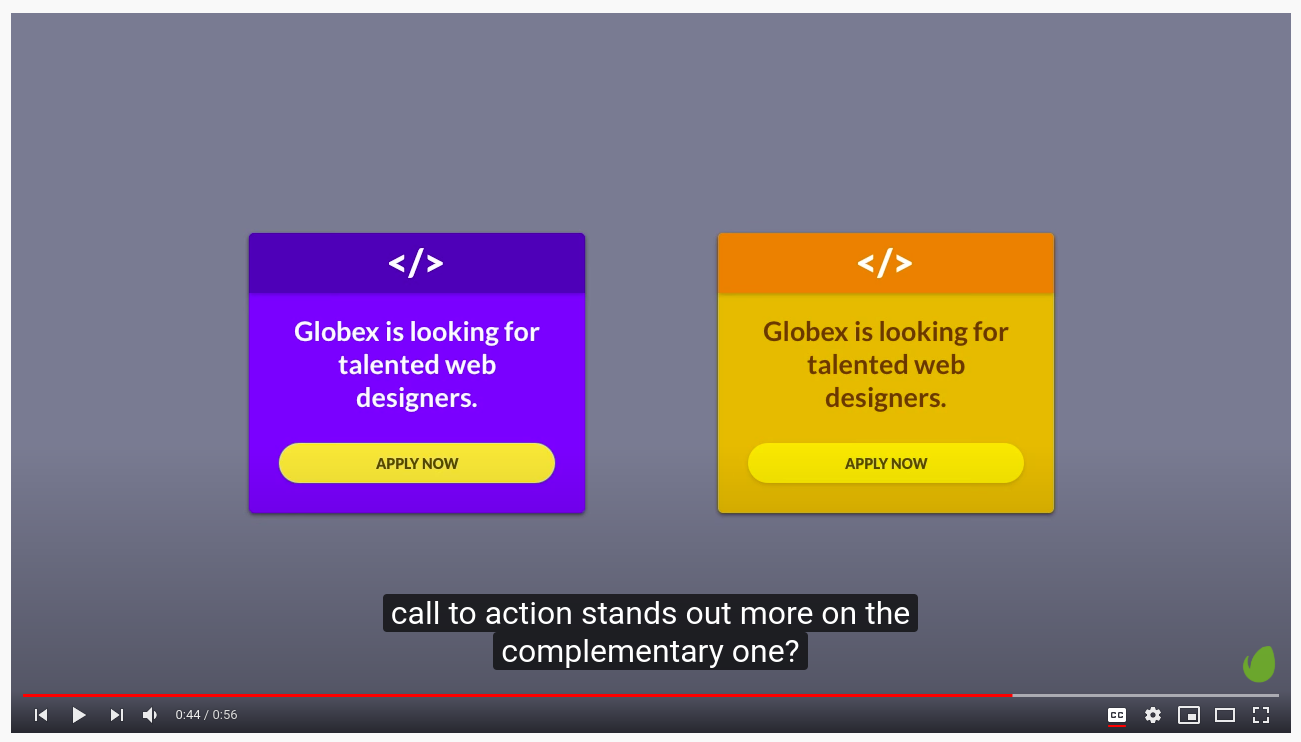 </>
Globex is looking for
talented web
designers.
APPLY NOW
</>
Globex is looking for
talented web
designers.
APPLY NOW
call to action stands out more on the
complementary one?
0:44 / 0:56
CC